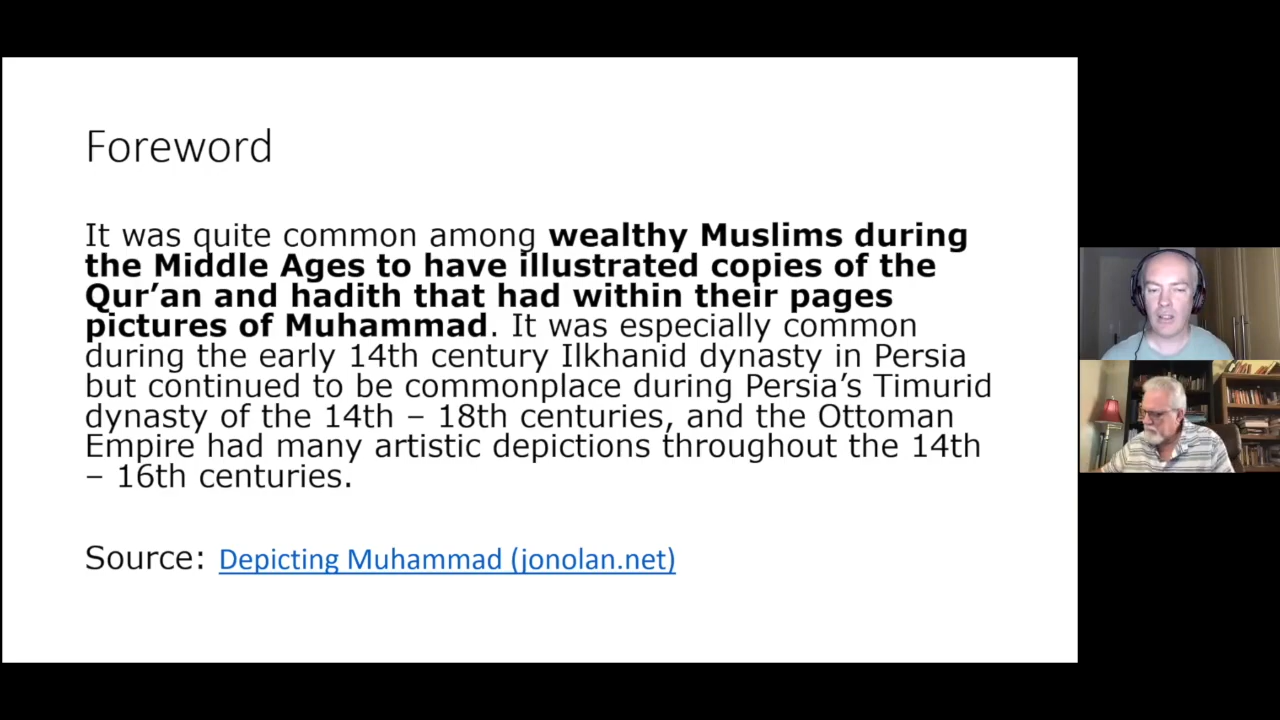 Foreword
It was quite common among wealthy Muslims during
the Middle Ages to have illustrated copies of the
Qur’an and hadith that had within their pages
pictures of Muhammad. It was especially common
during the early 14th century Ilkhanid dynasty in Persia
but continued to be commonplace during Persia’s Timurid
dynasty of the 14th – 18th centuries, and the Ottoman
Empire had many artistic depictions throughout the 14th
– 16th centuries.
Source: Depicting Muhammad (jonolan.net)